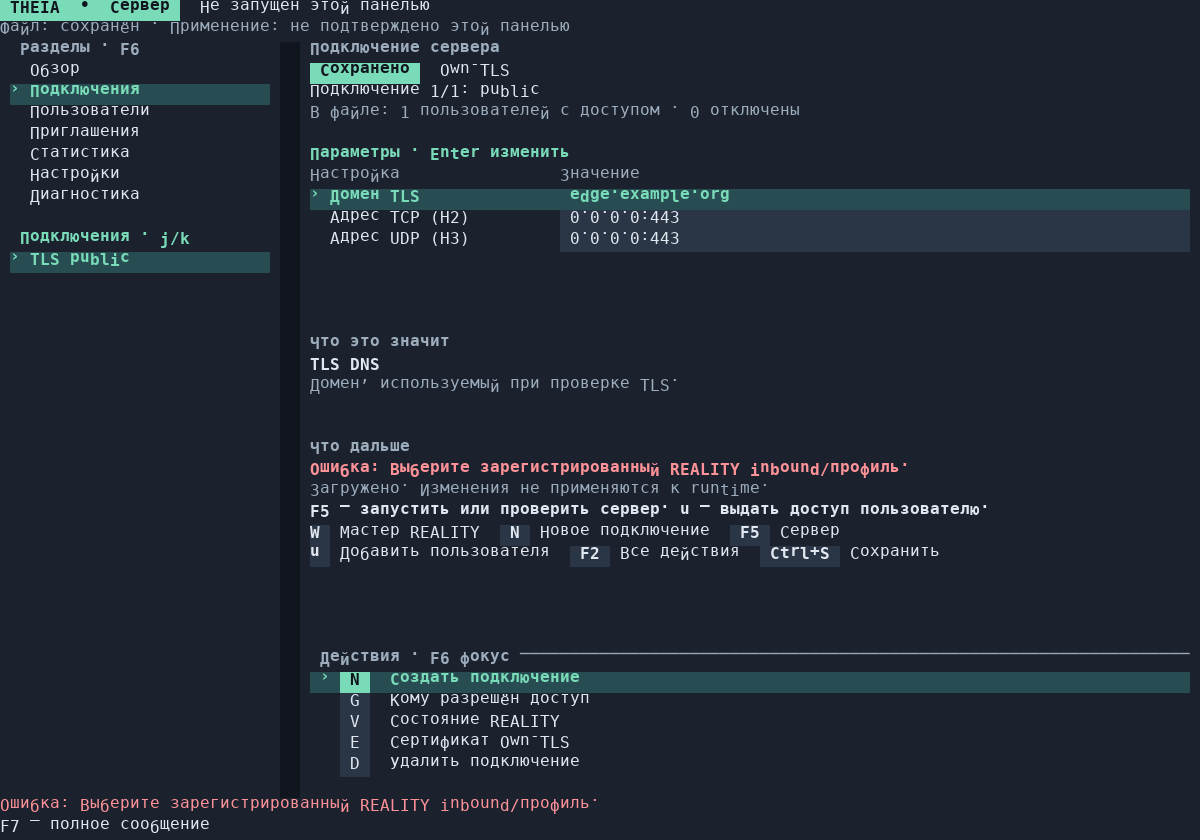 THEIA • Сервер Не запущен этой панелью
Файл: сохранён · Применение: не подтверждено этой панелью
Разделы · F6
Обзор
› Подключения
Пользователи
Приглашения
Статистика
Настройки
Диагностика
Подключения · j/k
› TLS public
Подключение сервера
Сохранено Own-TLS
Подключение 1/1: public
В файле: 1 пользователей с доступом · 0 отключены
Параметры · Enter изменить
Настройка Значение
› Домен TLS edge.example.org
Адрес TCP (H2) 0.0.0.0:443
Адрес UDP (H3) 0.0.0.0:443
Что это значит
TLS DNS
Домен, используемый при проверке TLS.
Что дальше
Ошибка: Выберите зарегистрированный REALITY inbound/профиль.
Загружено. Изменения не применяются к runtime.
F5 — запустить или проверить сервер. u — выдать доступ пользователю.
W Мастер REALITY N Новое подключение F5 Сервер
u Добавить пользователя F2 Все действия Ctrl+S Сохранить
Действия · F6 фокус
› N Создать подключение
G Кому разрешён доступ
V Состояние REALITY
E Сертификат Own-TLS
D Удалить подключение
Ошибка: Выберите зарегистрированный REALITY inbound/профиль.
F7 — полное сообщение